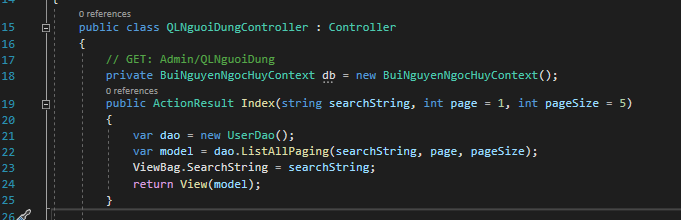 14 {
0 references
15 public class QLNguoiDungController : Controller
16 {
17 // GET: Admin/QLNguoiDung
18 private BuiNguyenNgocHuyContext db = new BuiNguyenNgocHuyContext();
0 references
19 public ActionResult Index(string searchString, int page = 1, int pageSize = 5)
20 {
21 var dao = new UserDao();
22 var model = dao.ListAllPaging(searchString, page, pageSize);
23 ViewBag.SearchString = searchString;
24 return View(model);
25 }
26